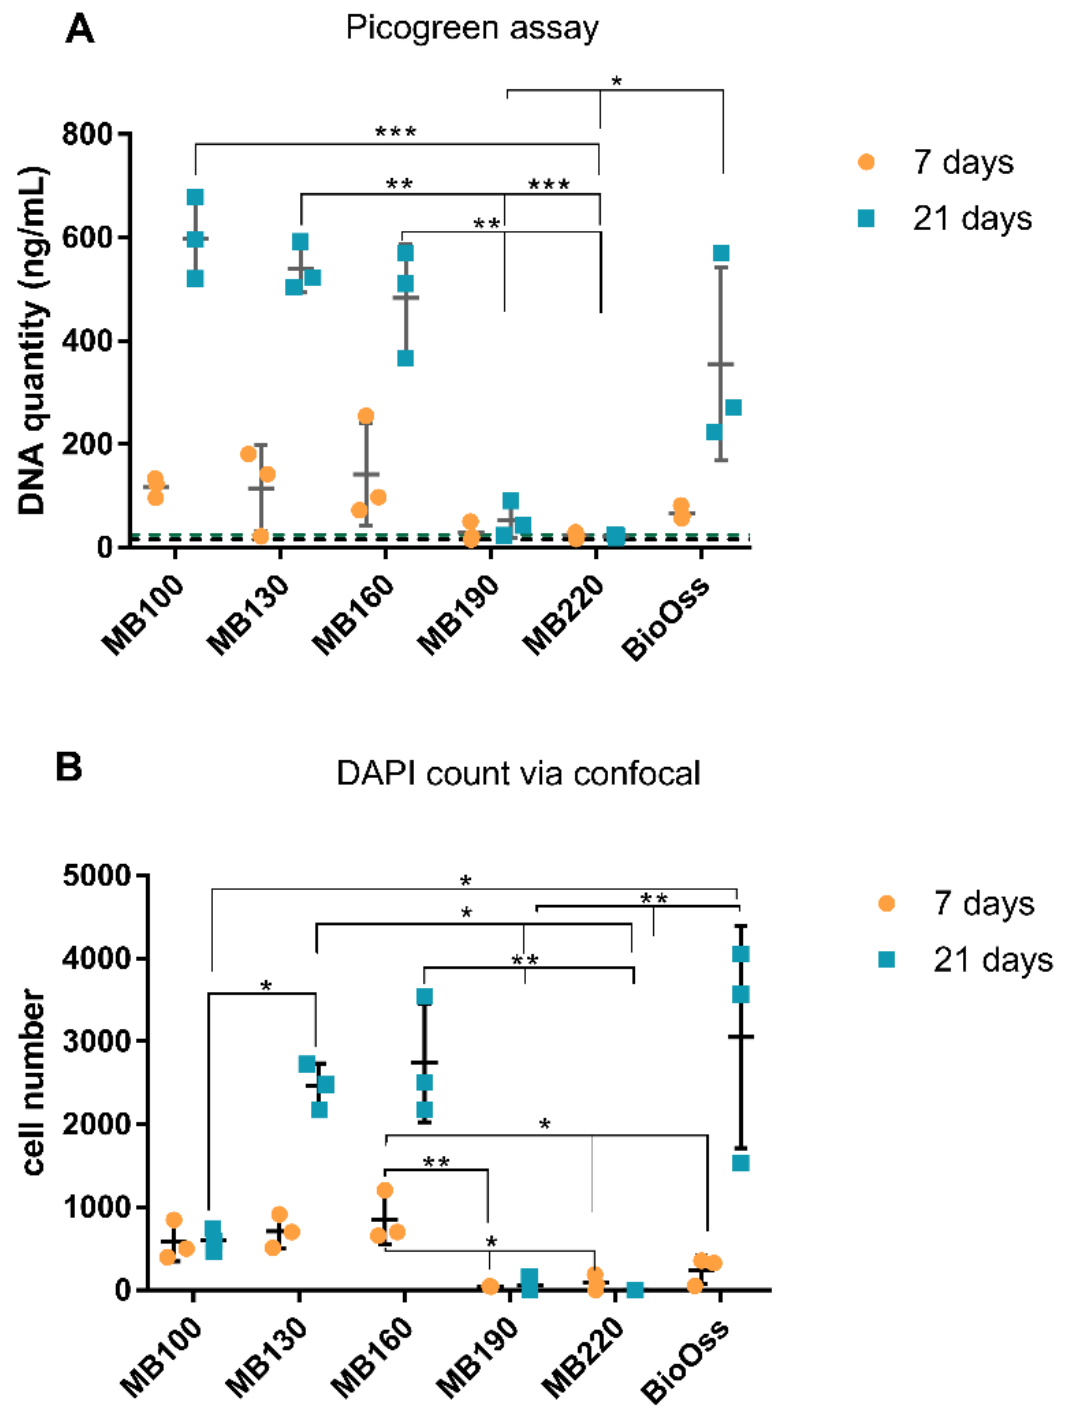 A
Picogreen assay
*
800
***
7 days
**
***
21 days
**
600
DNA quantity (ng/mL)
400
200
0
MB100
MB130
MB160
MB190
MB220
BioOss
B
DAPI count via confocal
5000
*
**
7 days
*
4000
**
21 days
*
cell number
3000
2000
*
**
1000
*
0
MB100
MB130
MB160
MB190
MB220
BioOss